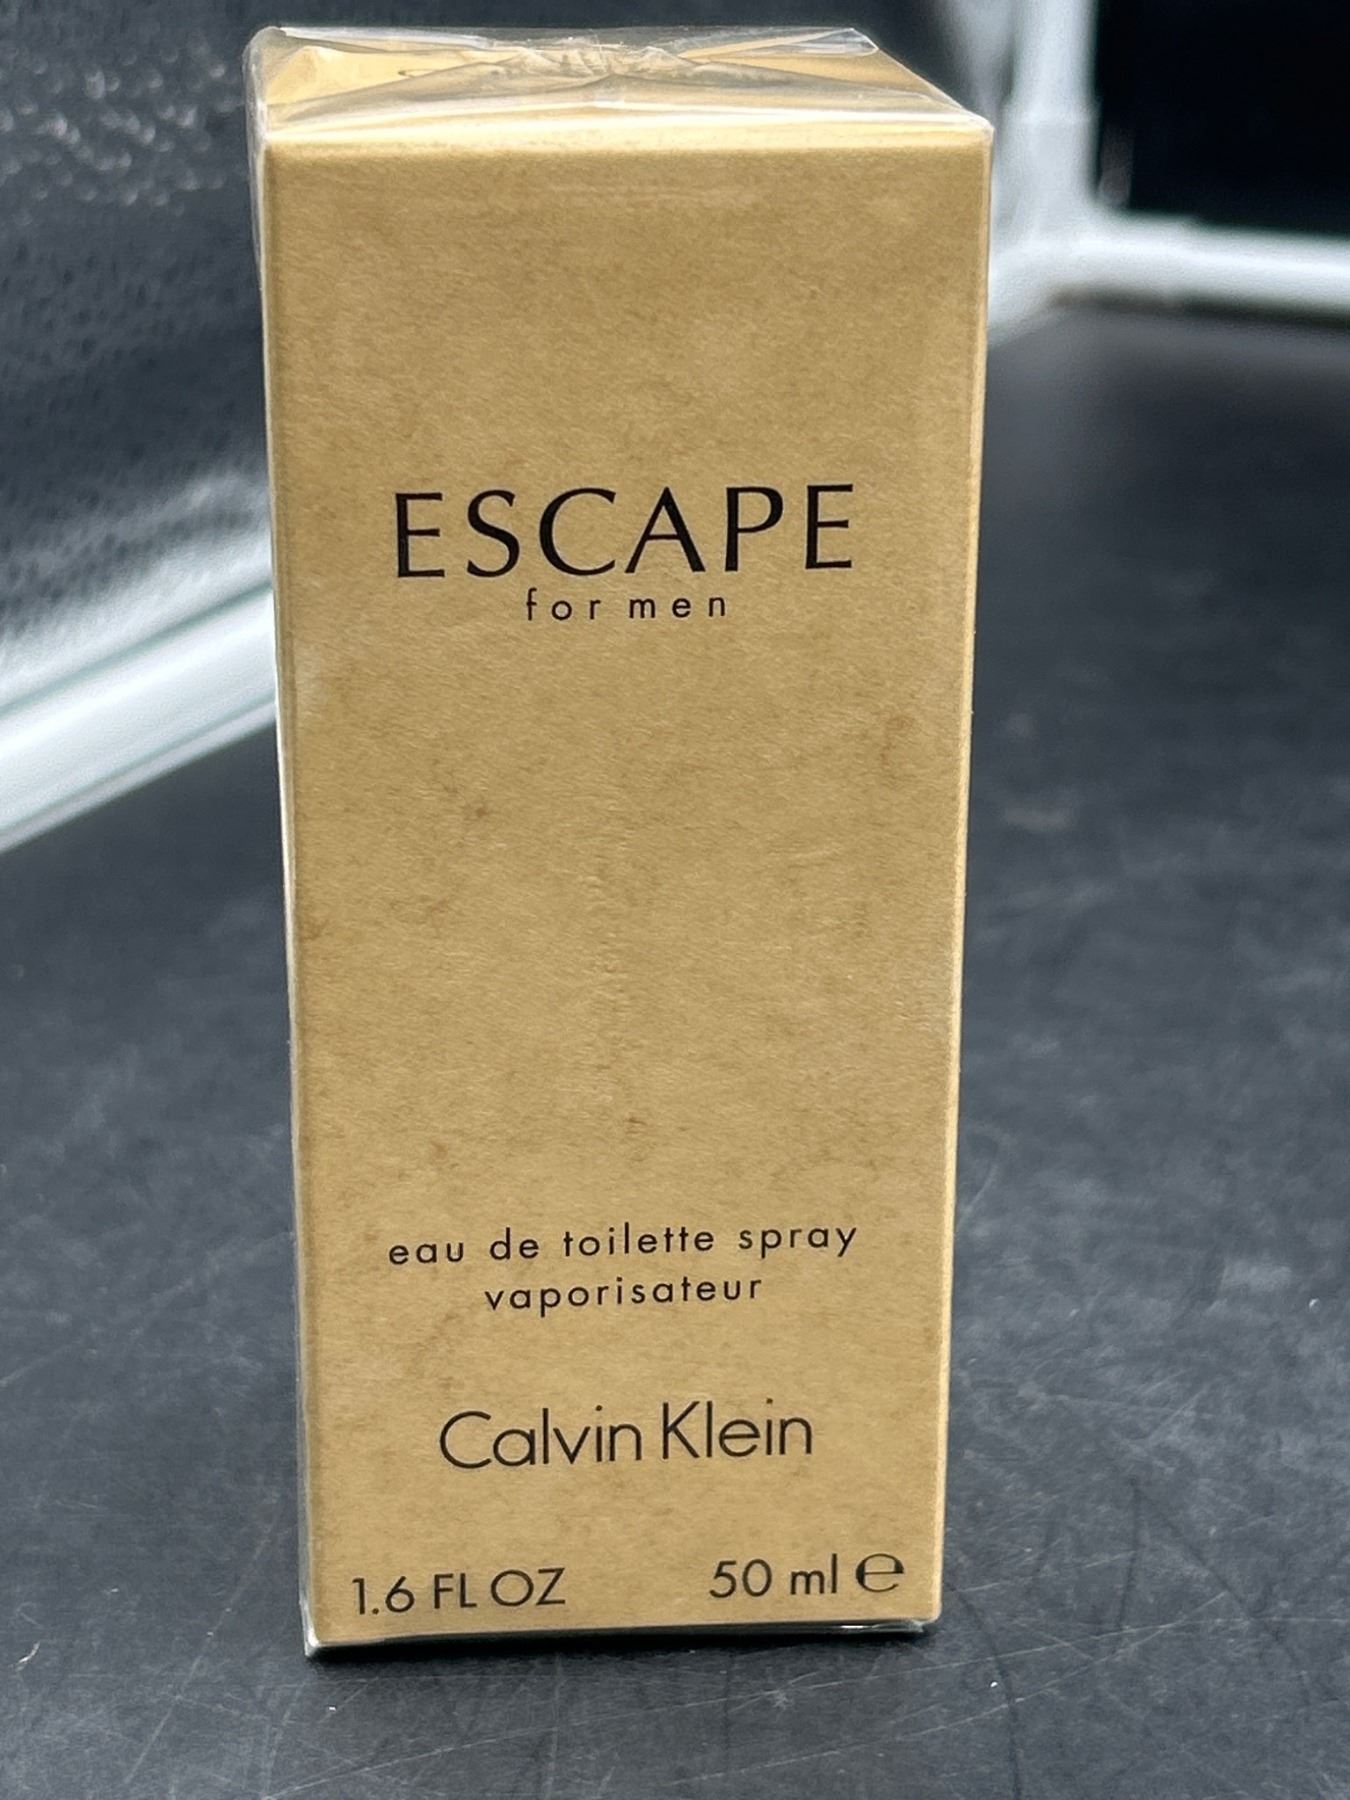 ESCAPE
for men
eau de toilette spray
vaporisateur
Calvin Klein
1.6 FL OZ 50 ml ℮